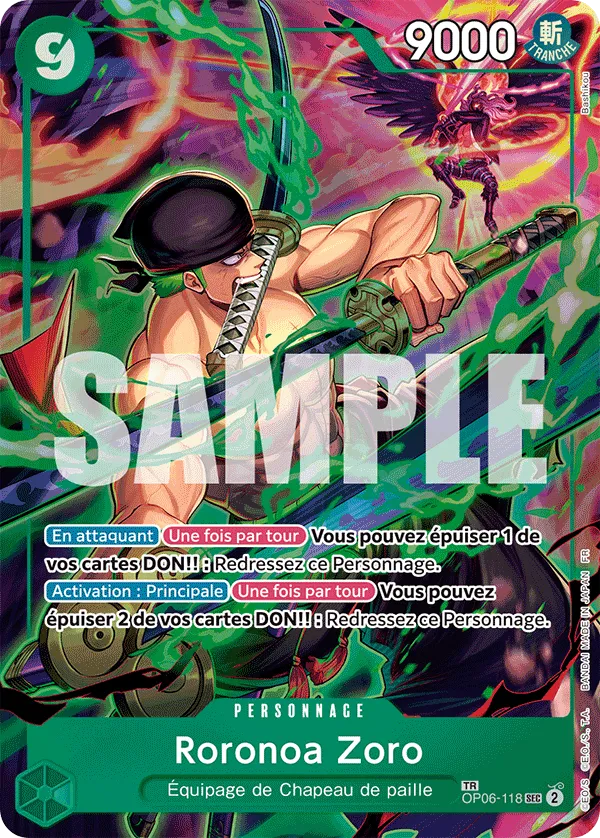 9
9000
斬
TRANCHE
Bashikou
SAMPLE
En attaquant Une fois par tour Vous pouvez épuiser 1 de
vos cartes DON!! : Redressez ce Personnage.
Activation : Principale Une fois par tour Vous pouvez
épuiser 2 de vos cartes DON!! : Redressez ce Personnage.
PERSONNAGE
Roronoa Zoro
Équipage de Chapeau de paille
TR
OP06-118 SEC 2
©E.O./S. ©E.O./S., T.A. BANDAI MADE IN JAPAN FR